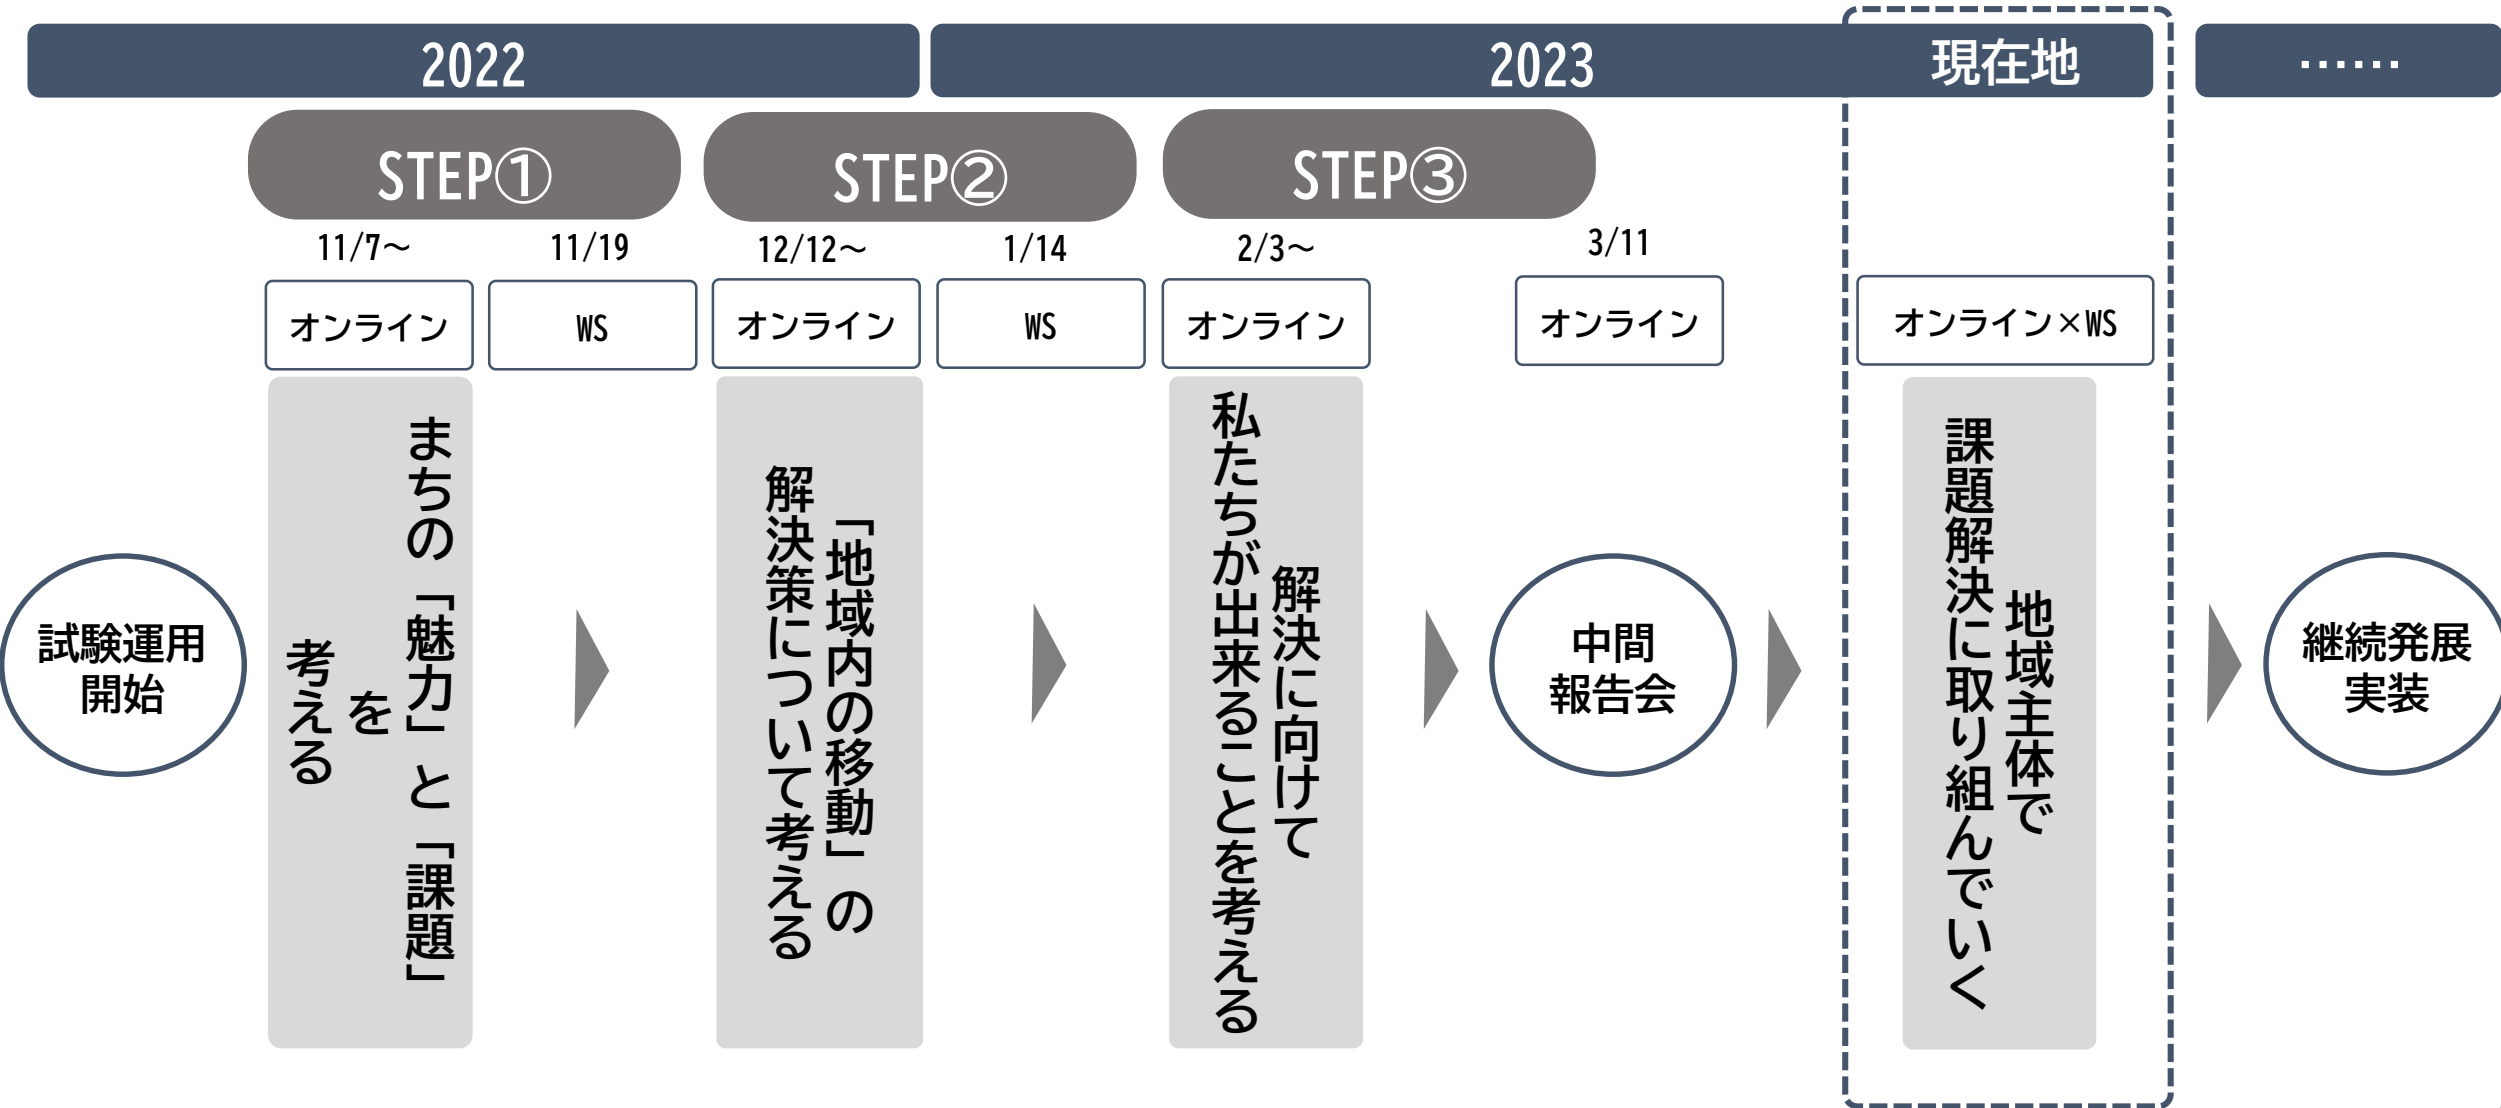 2022
2023
現在地
……
STEP①
STEP②
STEP③
11/7～
11/19
12/12～
1/14
2/3～
3/11
オンライン
WS
オンライン
WS
オンライン
オンライン
オンライン×WS
試験運用
開始
まちの「魅力」と「課題」
を
考える
「地域内の移動」の
解決策について考える
解決に向けて
私たちが出来ることを考える
中間
報告会
地域主体で
課題解決に取り組んでいく
継続発展
実装